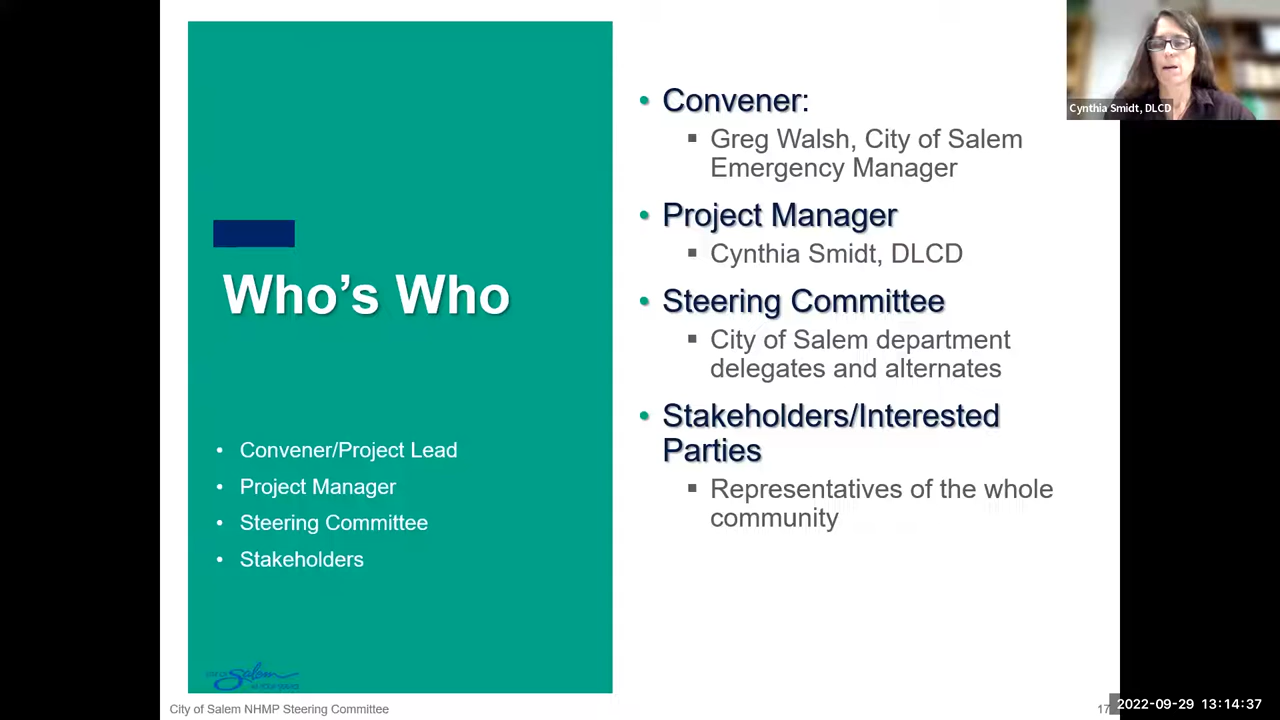 Who's Who
• Convener/Project Lead
• Project Manager
• Steering Committee
• Stakeholders
Salem
• Convener:
▪ Greg Walsh, City of Salem
Emergency Manager
• Project Manager
▪ Cynthia Smidt, DLCD
• Steering Committee
▪ City of Salem department
delegates and alternates
• Stakeholders/Interested
Parties
▪ Representatives of the whole
community
Cynthia Smidt, DLCD
City of Salem NHMP Steering Committee
17
2022-09-29 13:14:37